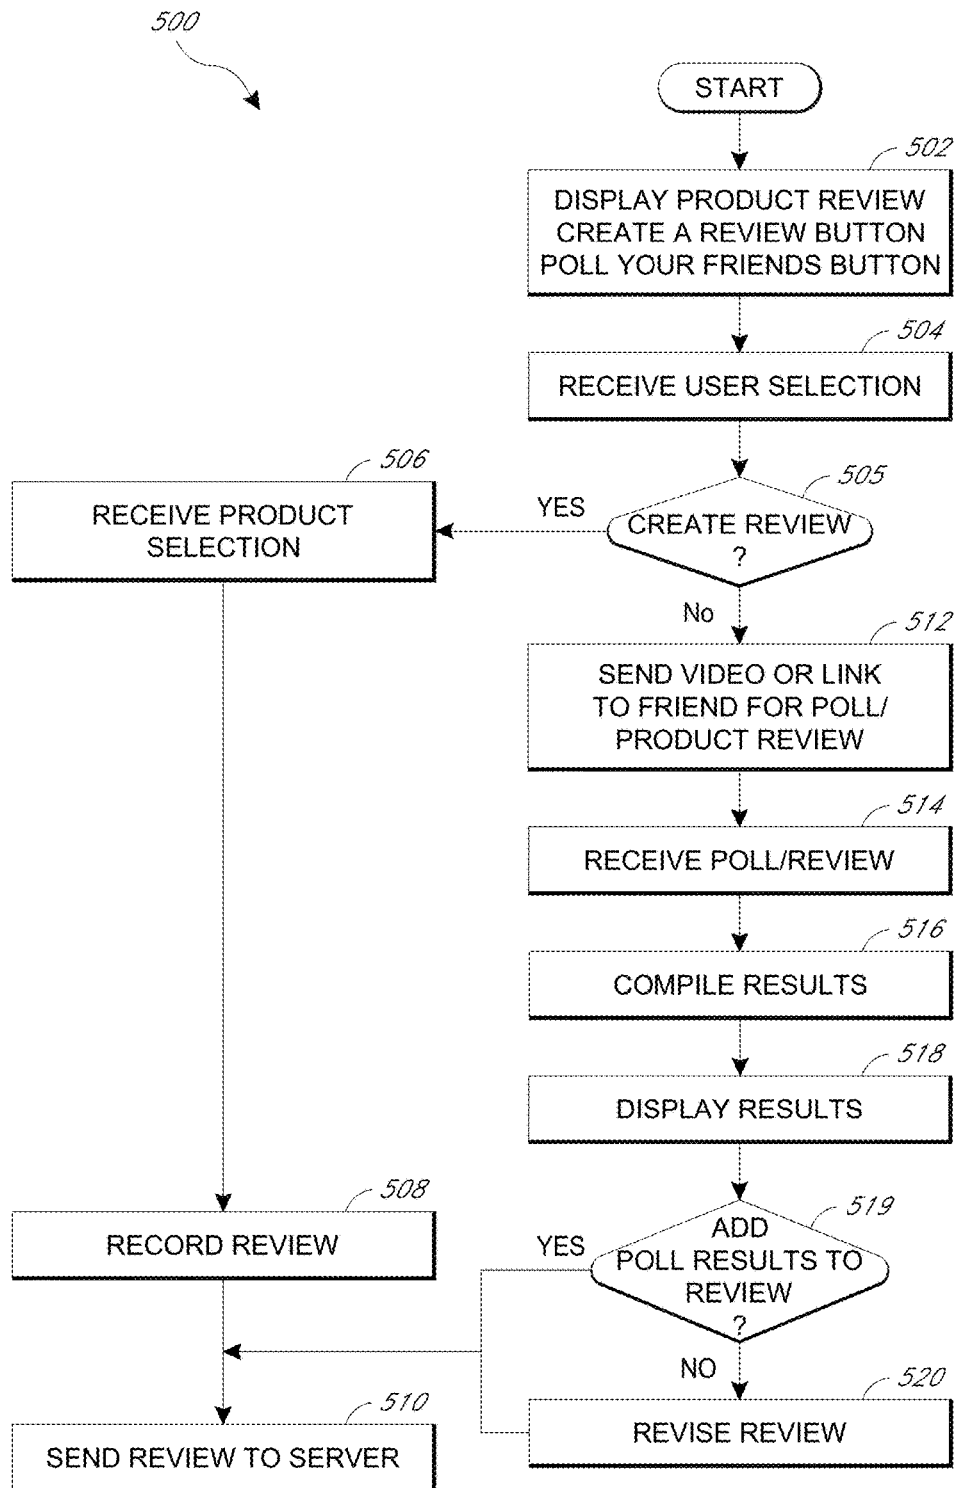 500
START
502
DISPLAY PRODUCT REVIEW
CREATE A REVIEW BUTTON
POLL YOUR FRIENDS BUTTON
504
RECEIVE USER SELECTION
506
RECEIVE PRODUCT
SELECTION
YES
505
CREATE REVIEW
?
No
512
SEND VIDEO OR LINK
TO FRIEND FOR POLL/
PRODUCT REVIEW
514
RECEIVE POLL/REVIEW
516
COMPILE RESULTS
518
DISPLAY RESULTS
508
RECORD REVIEW
519
YES
ADD
POLL RESULTS TO
REVIEW
?
NO
520
REVISE REVIEW
510
SEND REVIEW TO SERVER